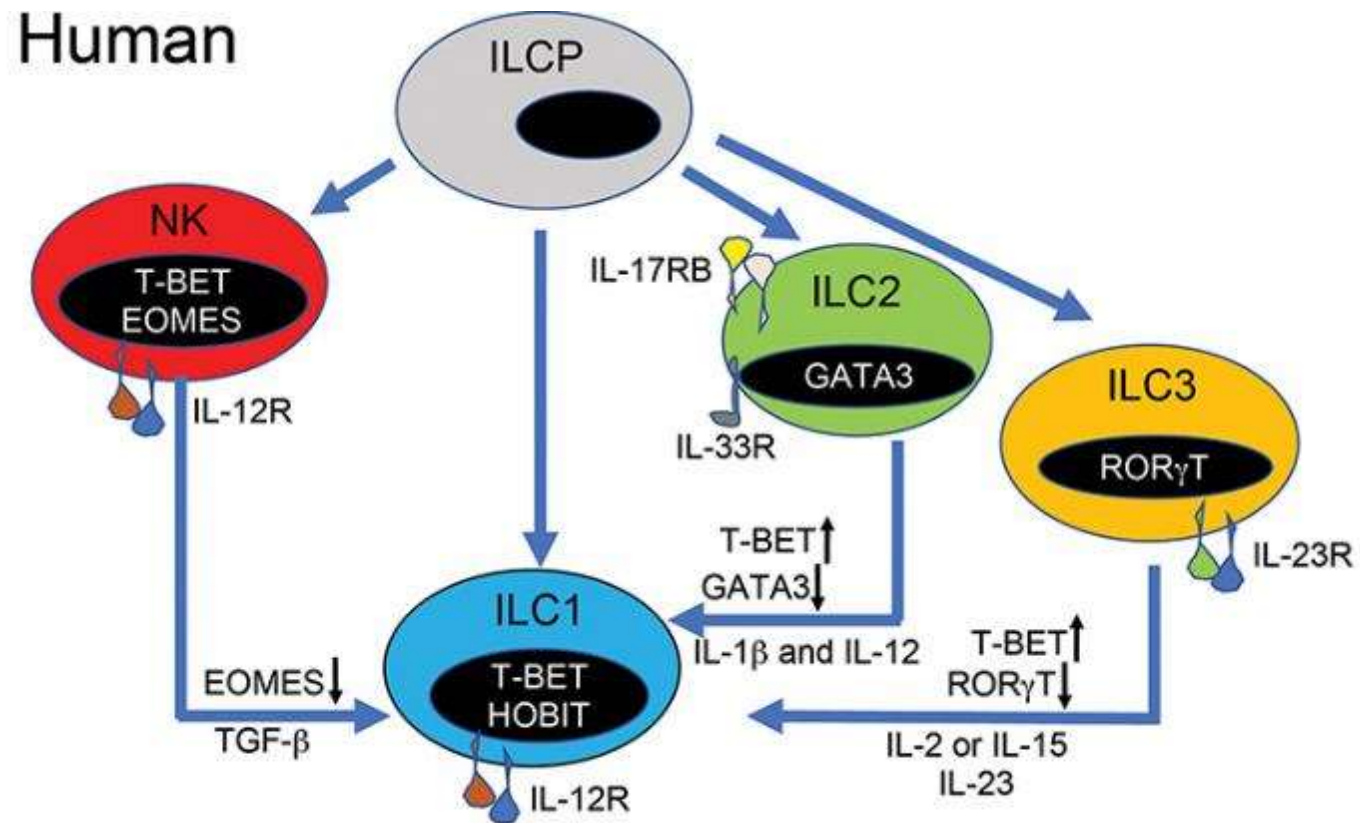 Human
ILCP
NK
T-BET
EOMES
IL-12R
IL-17RB
ILC2
GATA3
IL-33R
ILC3
RORγT
IL-23R
T-BET
GATA3
IL-1β and IL-12
T-BET
RORγT
IL-2 or IL-15
IL-23
EOMES
TGF-β
ILC1
T-BET
HOBIT
IL-12R